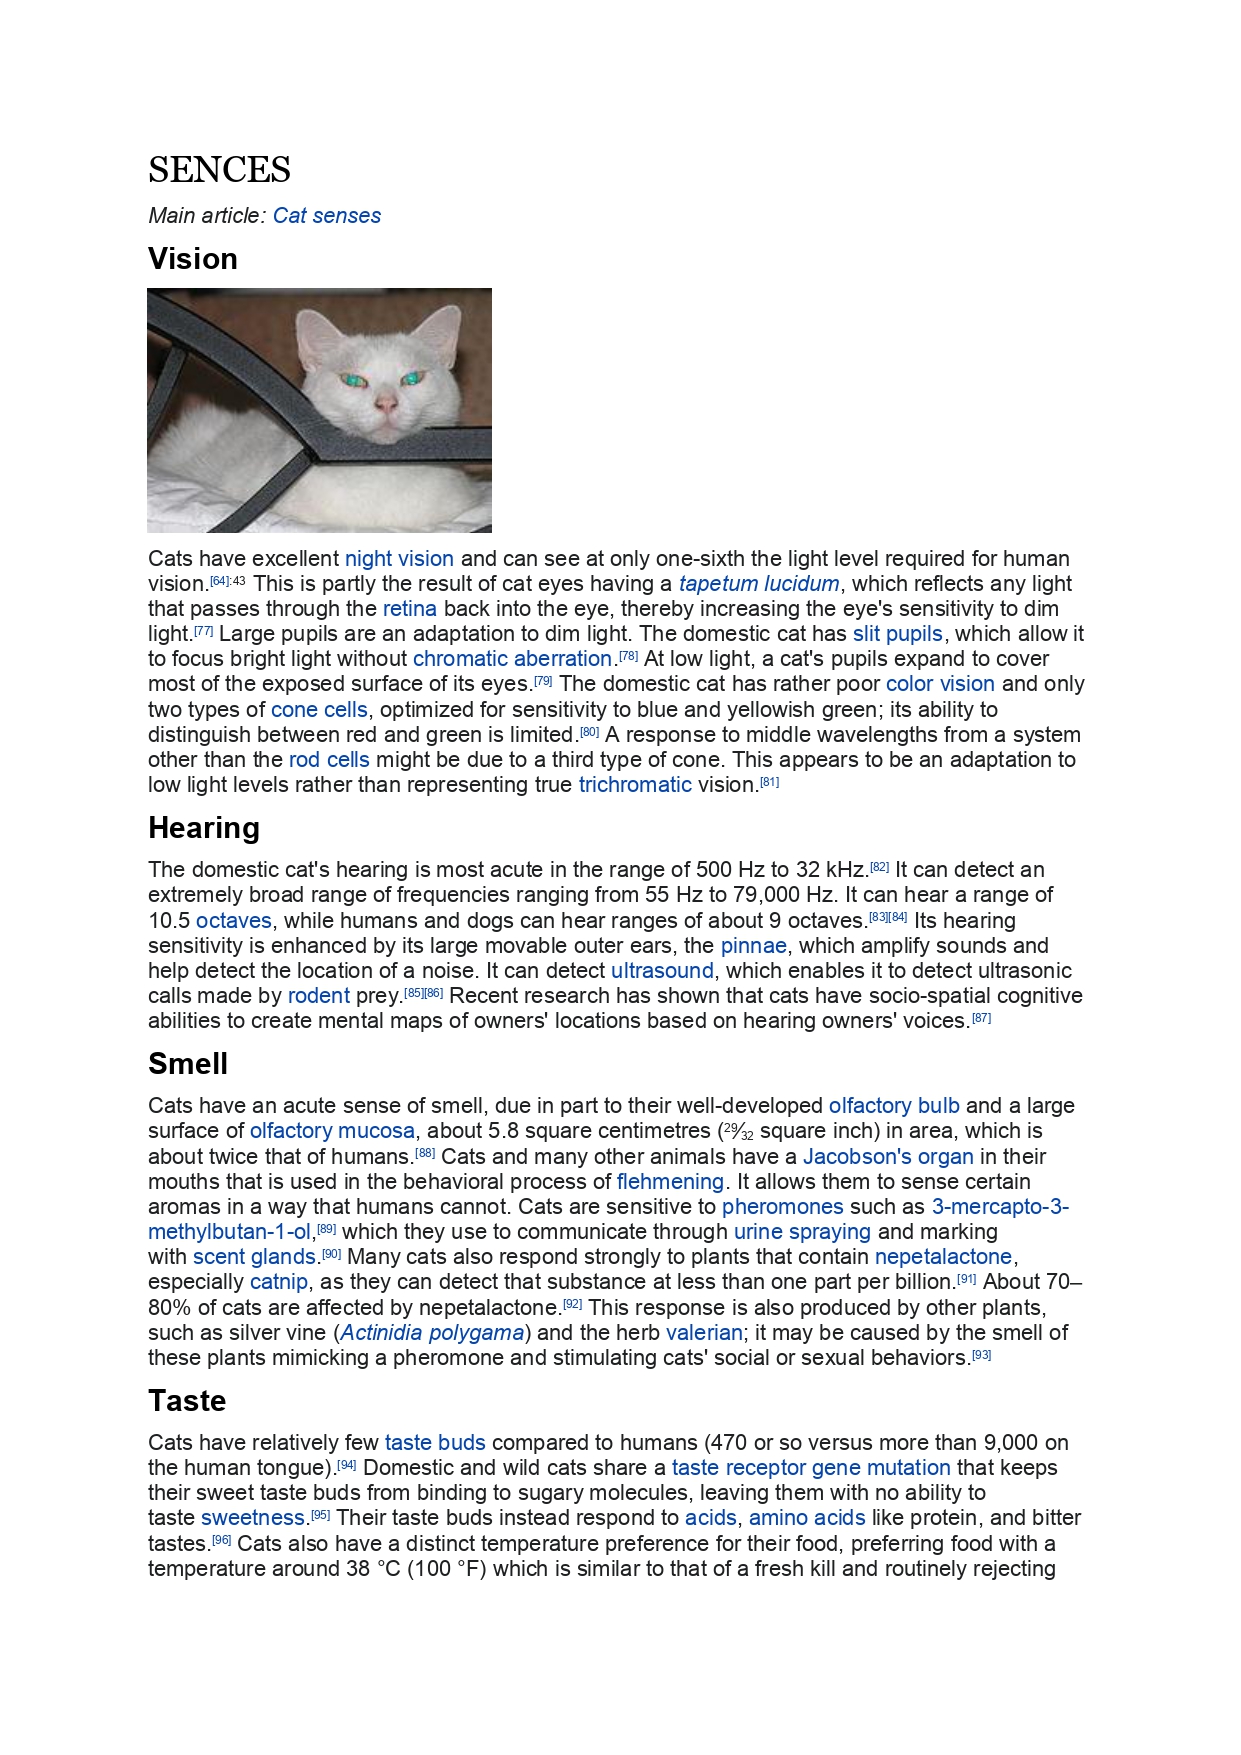 SENCES
Main article: Cat senses
Vision
Cats have excellent night vision and can see at only one-sixth the light level required for human
vision.[64]:43 This is partly the result of cat eyes having a tapetum lucidum, which reflects any light
that passes through the retina back into the eye, thereby increasing the eye's sensitivity to dim
light.[77] Large pupils are an adaptation to dim light. The domestic cat has slit pupils, which allow it
to focus bright light without chromatic aberration.[78] At low light, a cat's pupils expand to cover
most of the exposed surface of its eyes.[79] The domestic cat has rather poor color vision and only
two types of cone cells, optimized for sensitivity to blue and yellowish green; its ability to
distinguish between red and green is limited.[80] A response to middle wavelengths from a system
other than the rod cells might be due to a third type of cone. This appears to be an adaptation to
low light levels rather than representing true trichromatic vision.[81]
Hearing
The domestic cat's hearing is most acute in the range of 500 Hz to 32 kHz.[82] It can detect an
extremely broad range of frequencies ranging from 55 Hz to 79,000 Hz. It can hear a range of
10.5 octaves, while humans and dogs can hear ranges of about 9 octaves.[83][84] Its hearing
sensitivity is enhanced by its large movable outer ears, the pinnae, which amplify sounds and
help detect the location of a noise. It can detect ultrasound, which enables it to detect ultrasonic
calls made by rodent prey.[85][86] Recent research has shown that cats have socio-spatial cognitive
abilities to create mental maps of owners' locations based on hearing owners' voices.[87]
Smell
Cats have an acute sense of smell, due in part to their well-developed olfactory bulb and a large
surface of olfactory mucosa, about 5.8 square centimetres (29⁄32 square inch) in area, which is
about twice that of humans.[88] Cats and many other animals have a Jacobson's organ in their
mouths that is used in the behavioral process of flehmening. It allows them to sense certain
aromas in a way that humans cannot. Cats are sensitive to pheromones such as 3-mercapto-3-
methylbutan-1-ol,[89] which they use to communicate through urine spraying and marking
with scent glands.[90] Many cats also respond strongly to plants that contain nepetalactone,
especially catnip, as they can detect that substance at less than one part per billion.[91] About 70–
80% of cats are affected by nepetalactone.[92] This response is also produced by other plants,
such as silver vine (Actinidia polygama) and the herb valerian; it may be caused by the smell of
these plants mimicking a pheromone and stimulating cats' social or sexual behaviors.[93]
Taste
Cats have relatively few taste buds compared to humans (470 or so versus more than 9,000 on
the human tongue).[94] Domestic and wild cats share a taste receptor gene mutation that keeps
their sweet taste buds from binding to sugary molecules, leaving them with no ability to
taste sweetness.[95] Their taste buds instead respond to acids, amino acids like protein, and bitter
tastes.[96] Cats also have a distinct temperature preference for their food, preferring food with a
temperature around 38 °C (100 °F) which is similar to that of a fresh kill and routinely rejecting